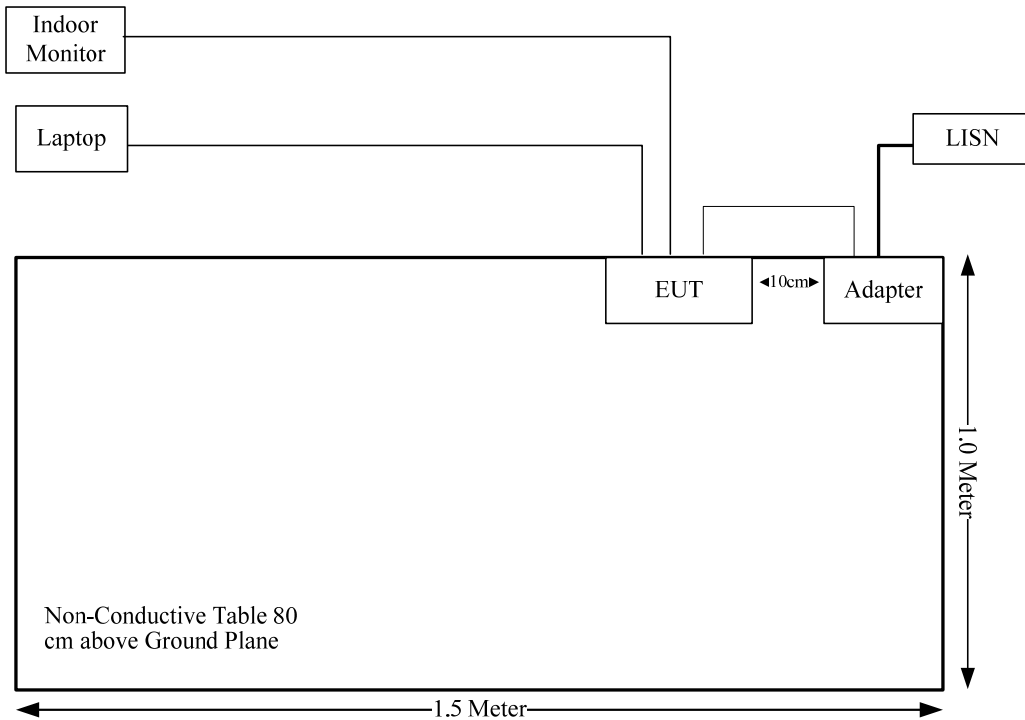 Indoor
Monitor
Laptop
LISN
EUT
10cm
Adapter
1.0 Meter
Non-Conductive Table 80
cm above Ground Plane
1.5 Meter